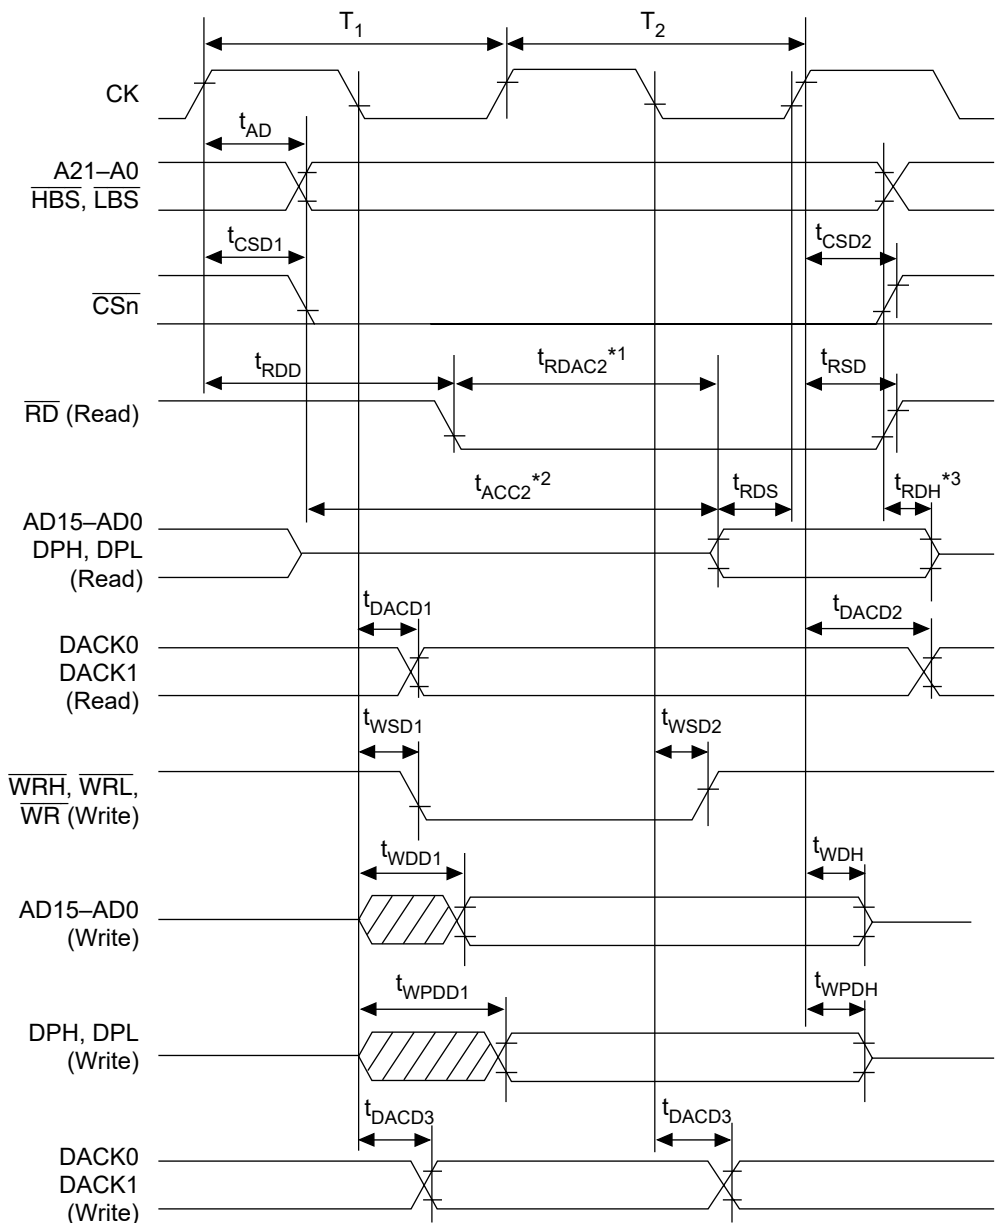 T1 T2
CK
tAD
A21–A0
HBS, LBS
tCSD1 tCSD2
CSn
tRDD tRDAC2*1 tRSD
RD (Read)
tACC2*2 tRDS tRDH*3
AD15–AD0
DPH, DPL
(Read)
tDACD1 tDACD2
DACK0
DACK1
(Read)
tWSD1 tWSD2
WRH, WRL,
WR (Write)
tWDD1 tWDH
AD15–AD0
(Write)
tWPDD1 tWPDH
DPH, DPL
(Write)
tDACD3 tDACD3
DACK0
DACK1
(Write)